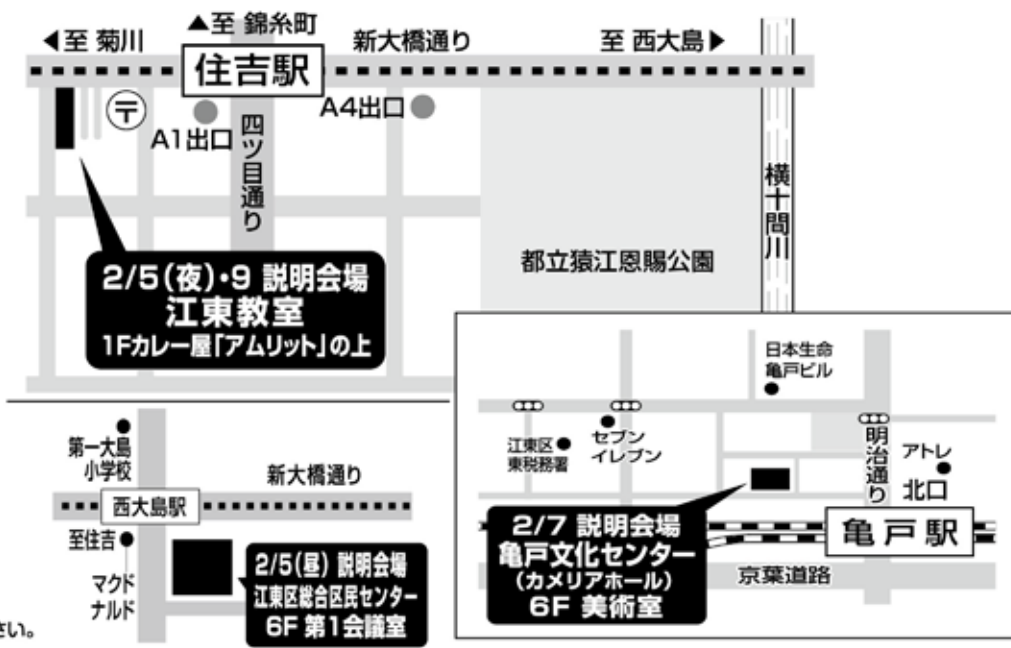 ▲至 錦糸町
◀至 菊川
新大橋通り
至 西大島▶
住吉駅
〒
A1出口
A4出口
四ツ目通り
横十間川
都立猿江恩賜公園
2/5(夜)・9 説明会場
江東教室
1Fカレー屋「アムリット」の上
第一大島
小学校
新大橋通り
西大島駅
至住吉
マクド
ナルド
2/5(昼) 説明会場
江東区総合区民センター
6F 第1会議室
さい。
日本生命
亀戸ビル
江東区
東税務署
セブン
イレブン
明治通り
アトレ
北口
亀戸駅
2/7 説明会場
亀戸文化センター
(カメリアホール)
6F 美術室
京葉道路